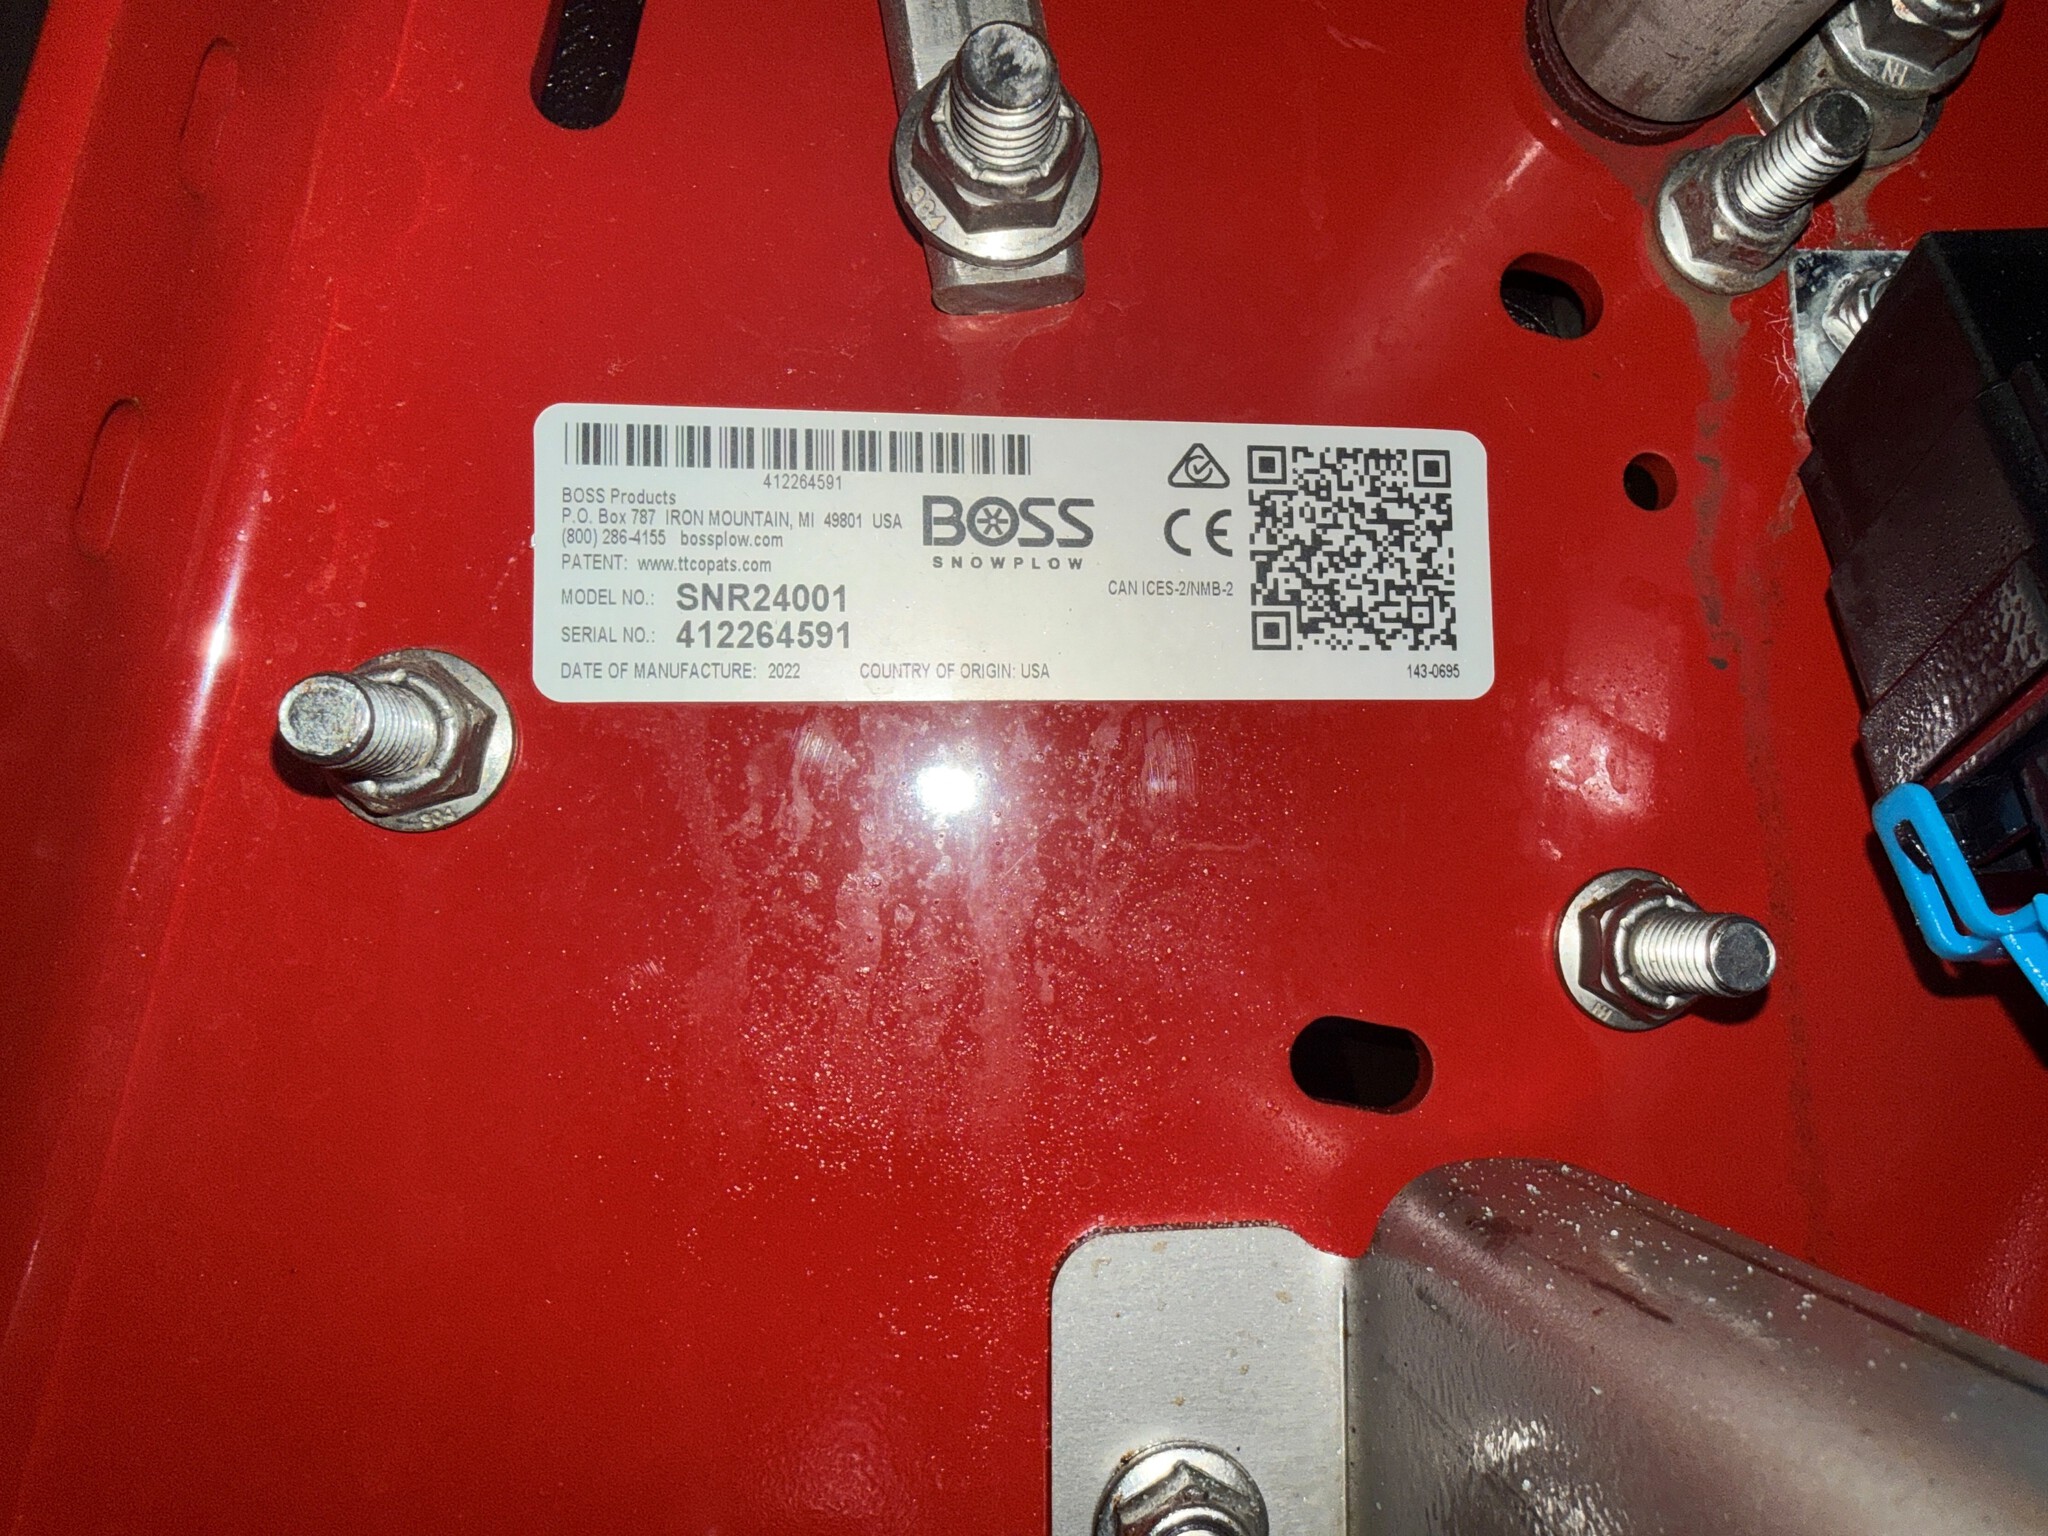 412264591
BOSS Products
P.O. Box 787 IRON MOUNTAIN, MI 49801 USA
(800) 286-4155 bossplow.com
PATENT: www.ttcopats.com
BOSS
SNOWPLOW
CE
CAN ICES-2/NMB-2
MODEL NO.: SNR24001
SERIAL NO.: 412264591
DATE OF MANUFACTURE: 2022 COUNTRY OF ORIGIN: USA
143-0695